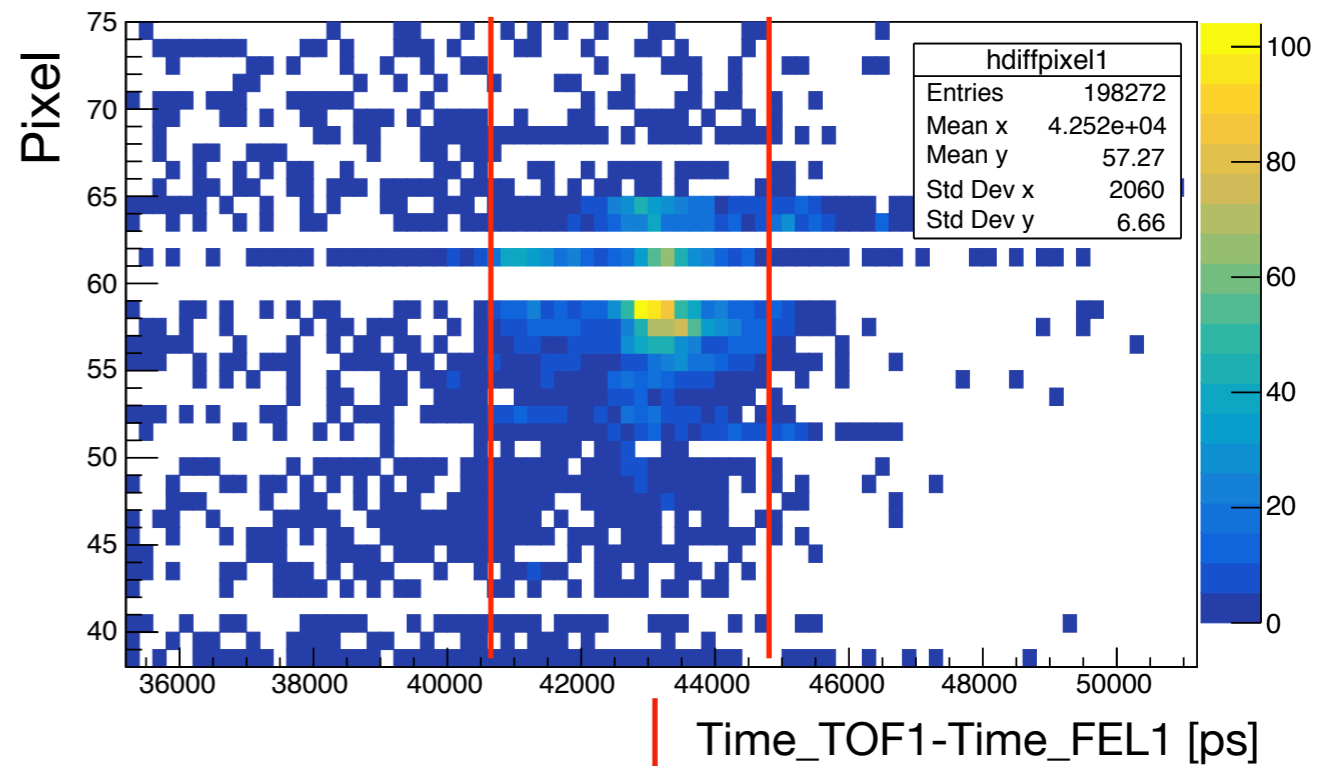 Pixel
75
70
65
60
55
50
45
40
36000 38000 40000 42000 44000 46000 48000 50000
Time_TOF1-Time_FEL1 [ps]
hdiffpixel1
Entries 198272
Mean x 4.252e+04
Mean y 57.27
Std Dev x 2060
Std Dev y 6.66
100
80
60
40
20
0